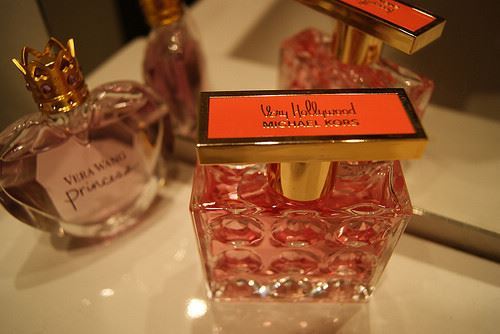 Very Hollywood
MICHAEL KORS
VERA WANG
Princess